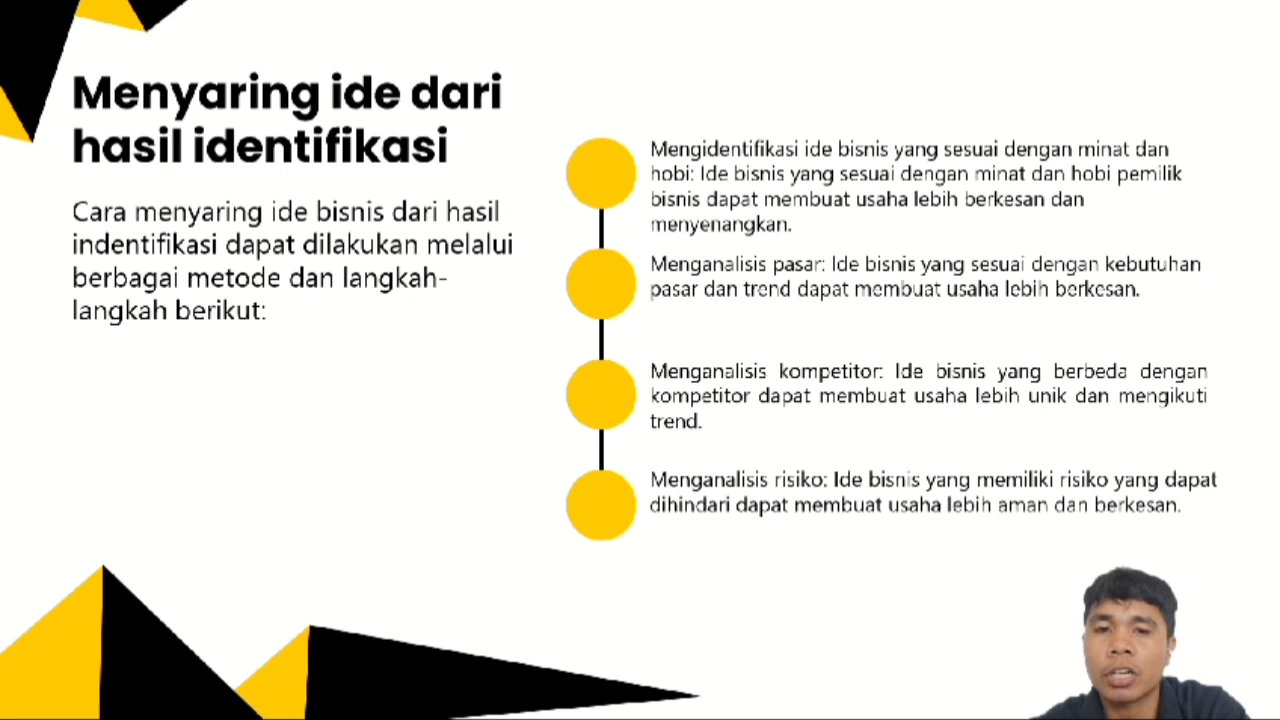 Menyaring ide dari
hasil identifikasi
Cara menyaring ide bisnis dari hasil
indentifikasi dapat dilakukan melalui
berbagai metode dan langkah-
langkah berikut:
Mengidentifikasi ide bisnis yang sesuai dengan minat dan
hobi: Ide bisnis yang sesuai dengan minat dan hobi pemilik
bisnis dapat membuat usaha lebih berkesan dan
menyenangkan.
Menganalisis pasar: Ide bisnis yang sesuai dengan kebutuhan
pasar dan trend dapat membuat usaha lebih berkesan.
Menganalisis kompetitor: Ide bisnis yang berbeda dengan
kompetitor dapat membuat usaha lebih unik dan mengikuti
trend.
Menganalisis risiko: Ide bisnis yang memiliki risiko yang dapat
dihindari dapat membuat usaha lebih aman dan berkesan.